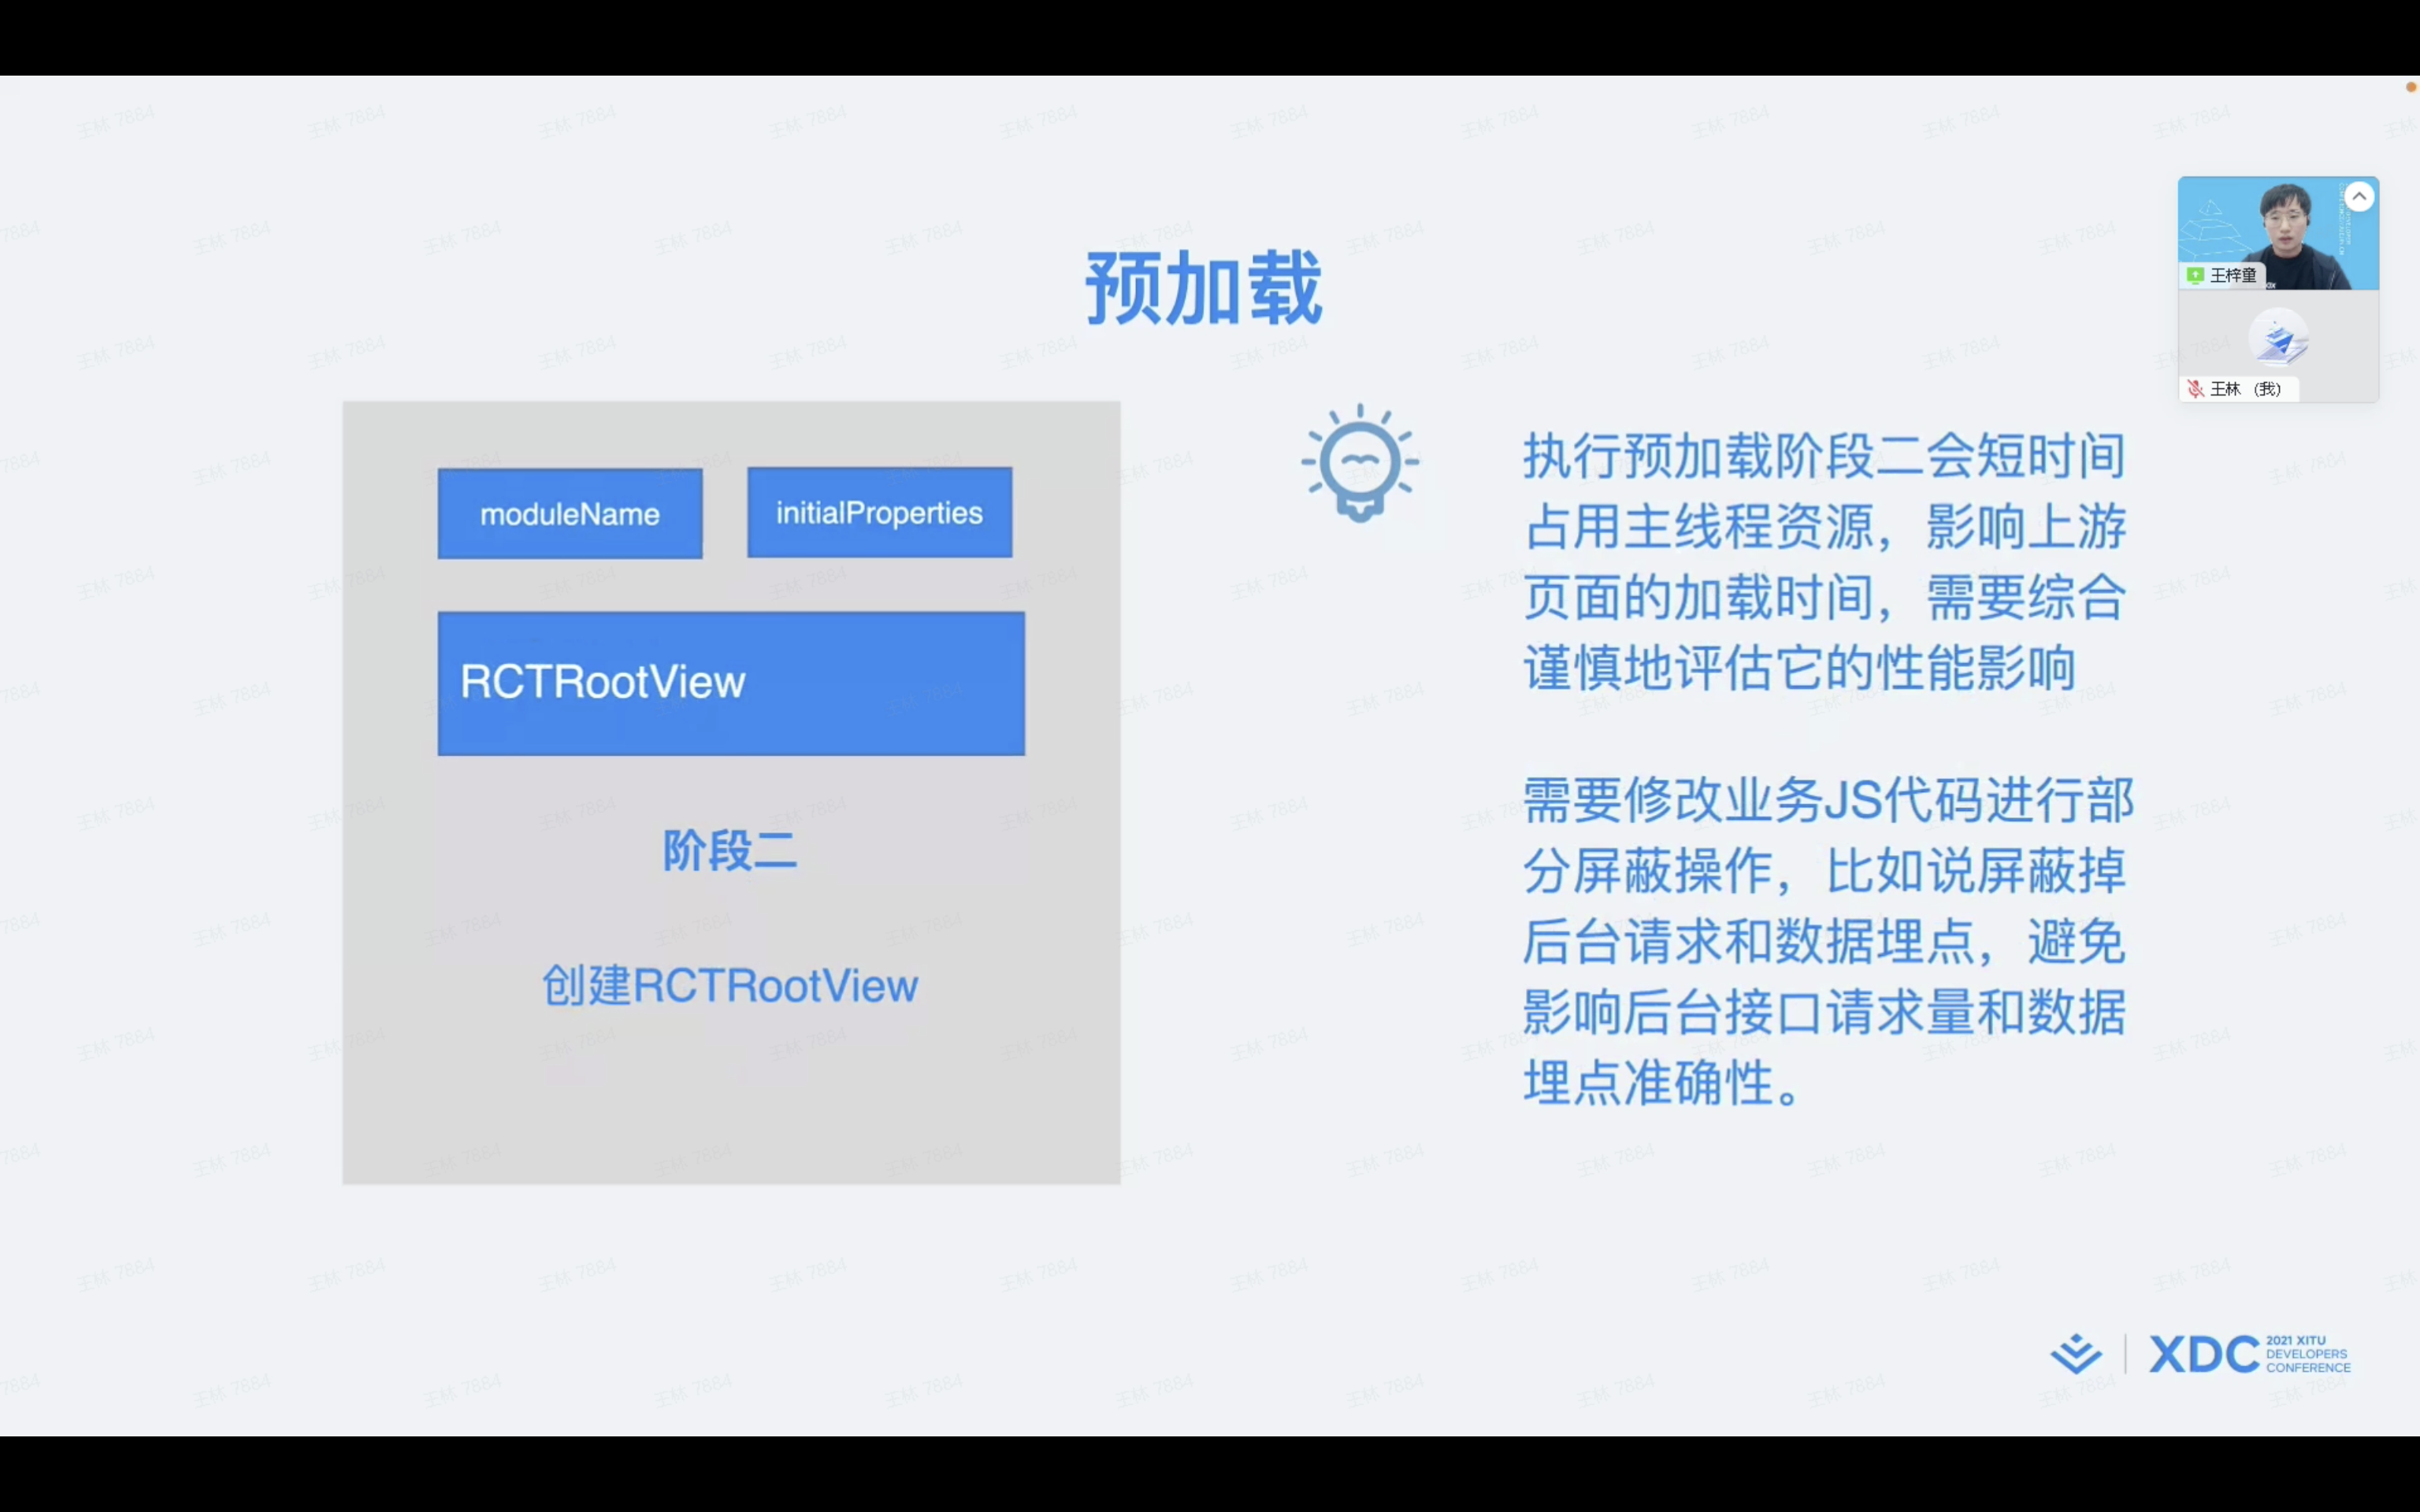 预加载
moduleName
initialProperties
RCTRootView
阶段二
创建RCTRootView
执行预加载阶段二会短时间
占用主线程资源，影响上游
页面的加载时间，需要综合
谨慎地评估它的性能影响
需要修改业务JS代码进行部
分屏蔽操作，比如说屏蔽掉
后台请求和数据埋点，避免
影响后台接口请求量和数据
埋点准确性。
王梓童
王林 （我）
XDC
2021 XITU
DEVELOPERS
CONFERENCE
王林 7884